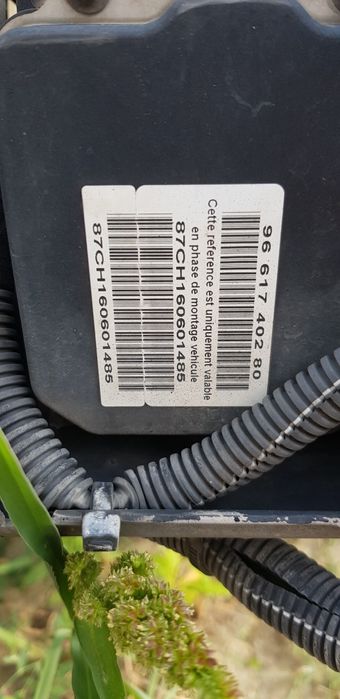 96 617 402 80
Cette reference est uniquement valable
en phase de montage vehicule
87CH160601485
87CH160601485